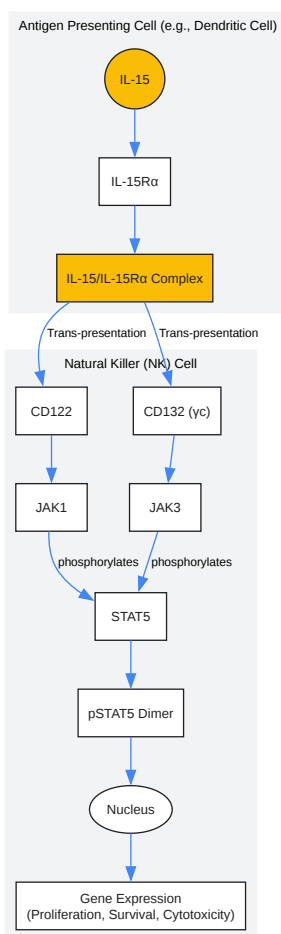 Antigen Presenting Cell (e.g., Dendritic Cell)
IL-15
IL-15Rα
IL-15/IL-15Rα Complex
Trans-presentation
Trans-presentation
Natural Killer (NK) Cell
CD122
CD132 (γc)
JAK1
JAK3
phosphorylates
phosphorylates
STAT5
pSTAT5 Dimer
Nucleus
Gene Expression
(Proliferation, Survival, Cytotoxicity)